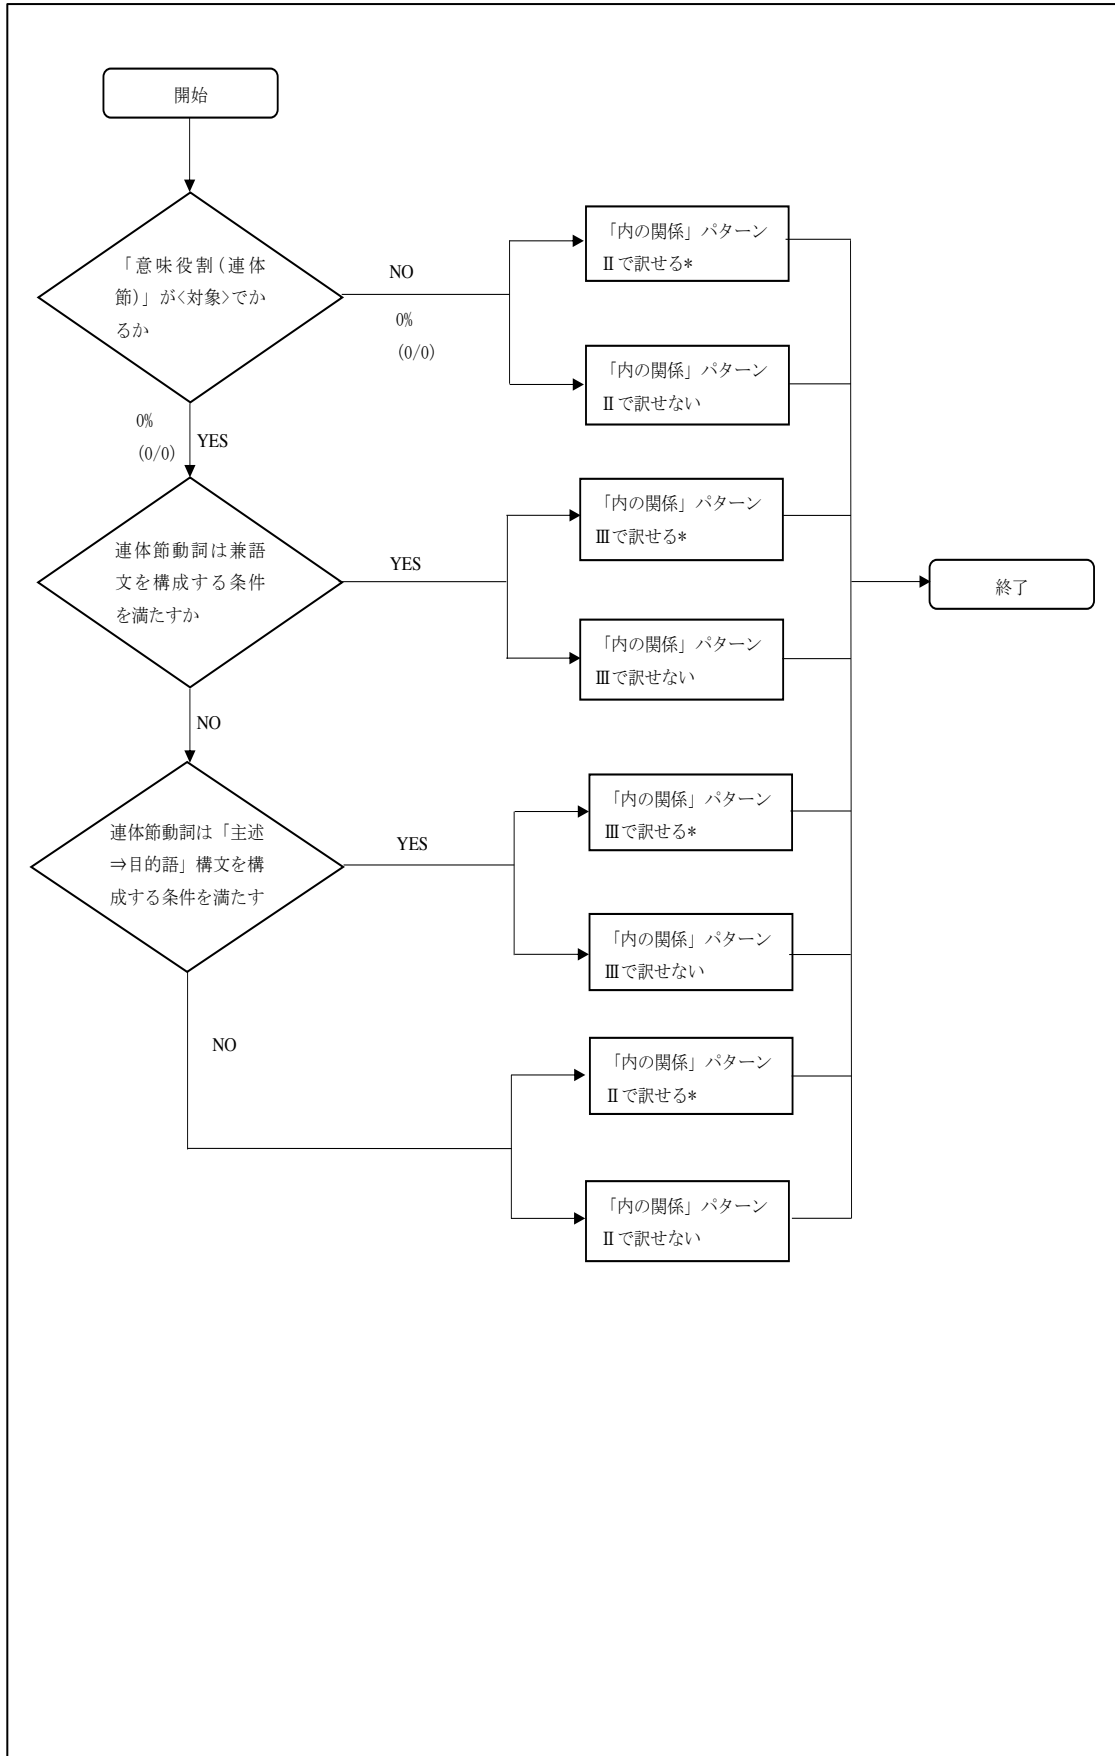 開始
「意味役割(連体
節)」が<対象>でか
るか
NO
0%
(0/0)
「内の関係」パターン
Ⅱで訳せる*
「内の関係」パターン
Ⅱで訳せない
0%
(0/0)
YES
連体節動詞は兼語
文を構成する条件
を満たすか
YES
「内の関係」パターン
Ⅲで訳せる*
「内の関係」パターン
Ⅲで訳せない
終了
NO
連体節動詞は「主述
⇒目的語」構文を構
成する条件を満たす
YES
「内の関係」パターン
Ⅲで訳せる*
「内の関係」パターン
Ⅲで訳せない
NO
「内の関係」パターン
Ⅱで訳せる*
「内の関係」パターン
Ⅱで訳せない